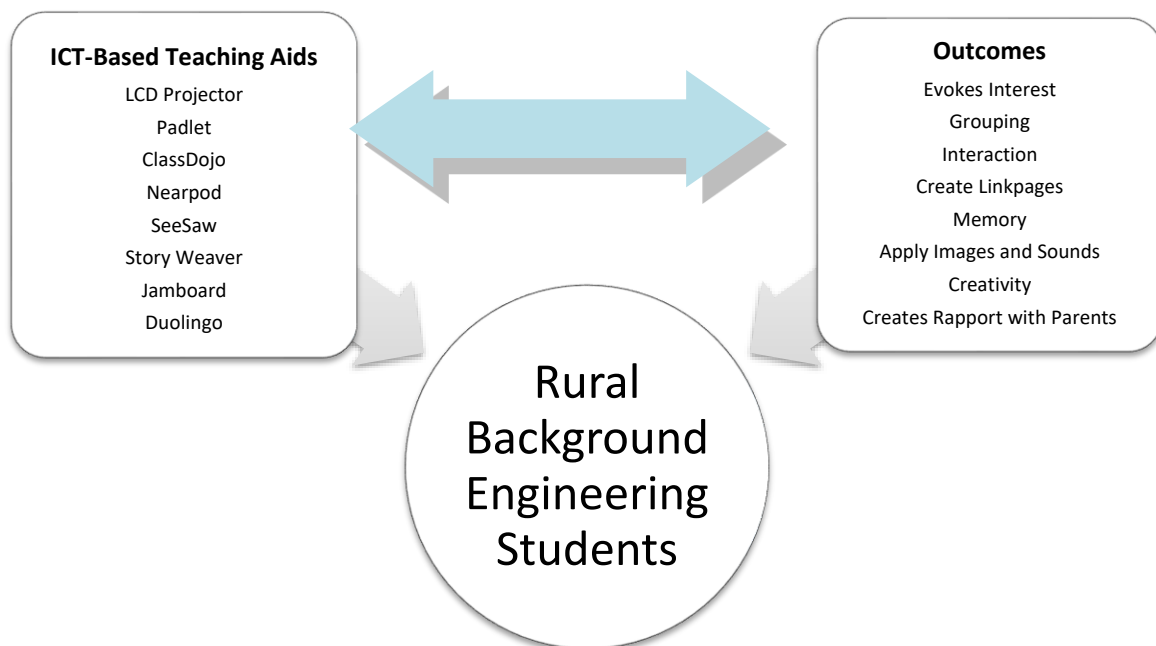 ICT-Based Teaching Aids
LCD Projector
Padlet
ClassDojo
Nearpod
SeeSaw
Story Weaver
Jamboard
Duolingo
Outcomes
Evokes Interest
Grouping
Interaction
Create Linkpages
Memory
Apply Images and Sounds
Creativity
Creates Rapport with Parents
Rural
Background
Engineering
Students